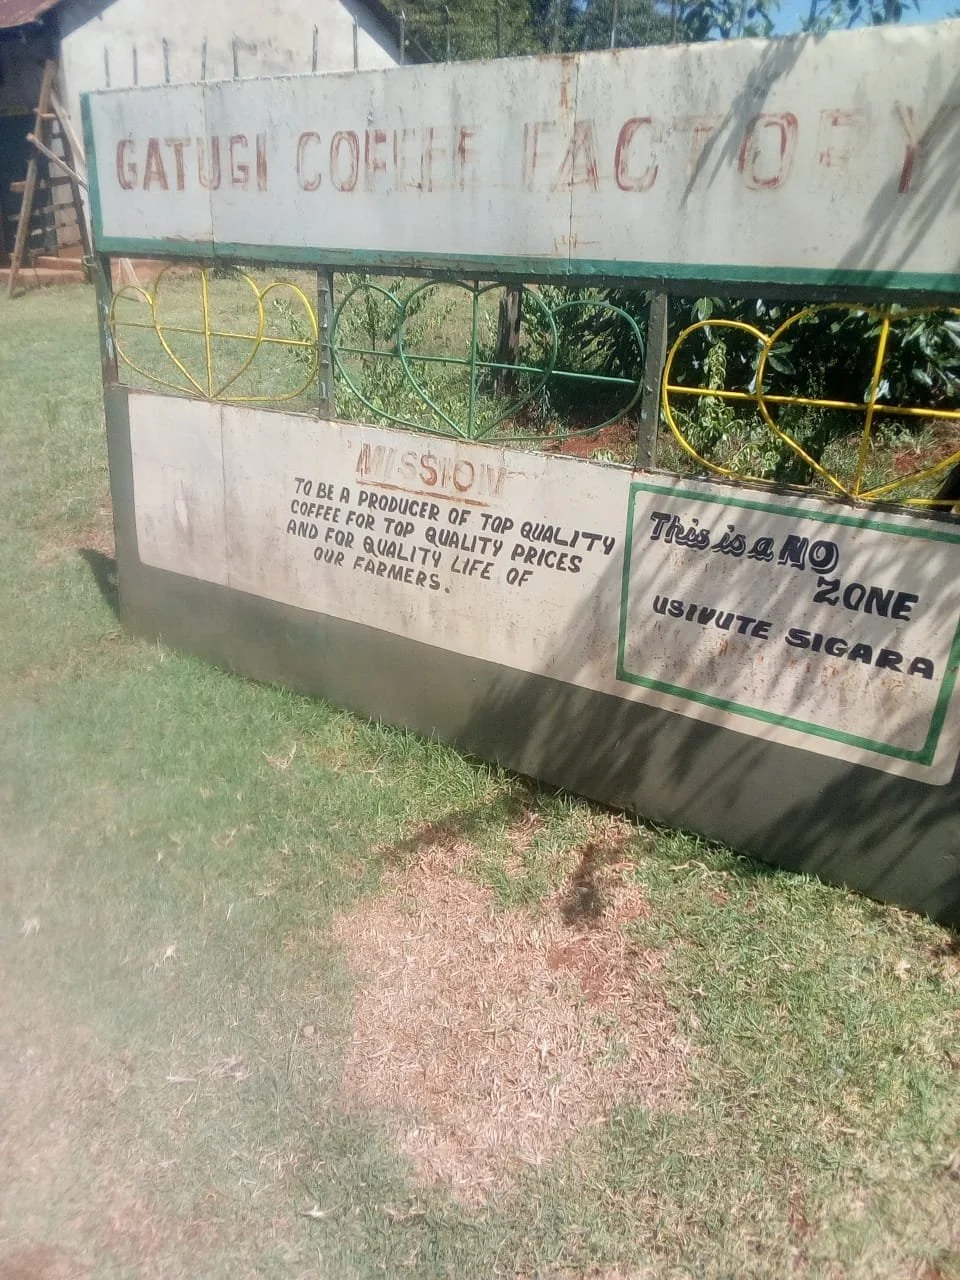 GATUGI COFFEE FACTORY
MISSION
TO BE A PRODUCER OF TOP QUALITY
COFFEE FOR TOP QUALITY PRICES
AND FOR QUALITY LIFE OF
OUR FARMERS.
This is a NO
ZONE
USIVUTE SIGARA